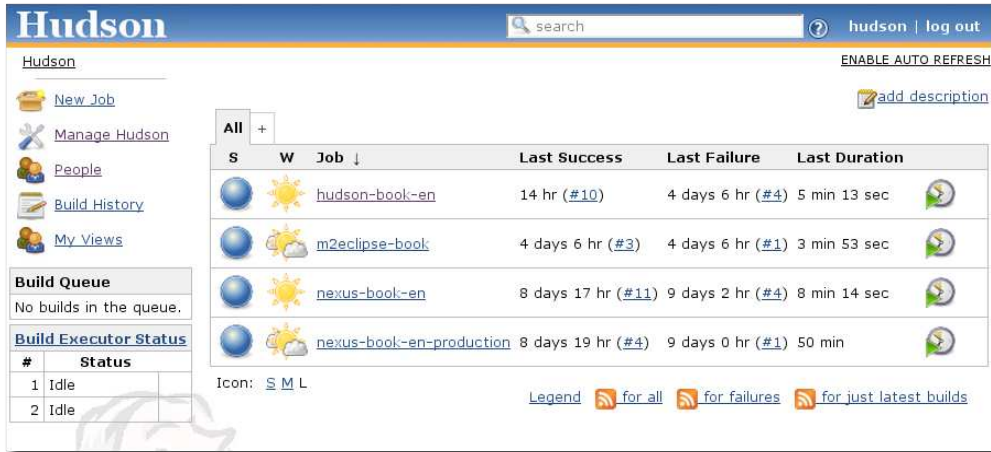 Hudson
search
hudson | log out
Hudson
ENABLE AUTO REFRESH
New Job
Manage Hudson
People
Build History
My Views
Build Queue
No builds in the queue.
Build Executor Status
# Status
1 Idle
2 Idle
add description
All +
S W Job ↓ Last Success Last Failure Last Duration
hudson-book-en 14 hr (#10) 4 days 6 hr (#4) 5 min 13 sec
m2eclipse-book 4 days 6 hr (#3) 4 days 6 hr (#1) 3 min 53 sec
nexus-book-en 8 days 17 hr (#11) 9 days 2 hr (#4) 8 min 14 sec
nexus-book-en-production 8 days 19 hr (#4) 9 days 0 hr (#1) 50 min
Icon: S M L
Legend for all for failures for just latest builds